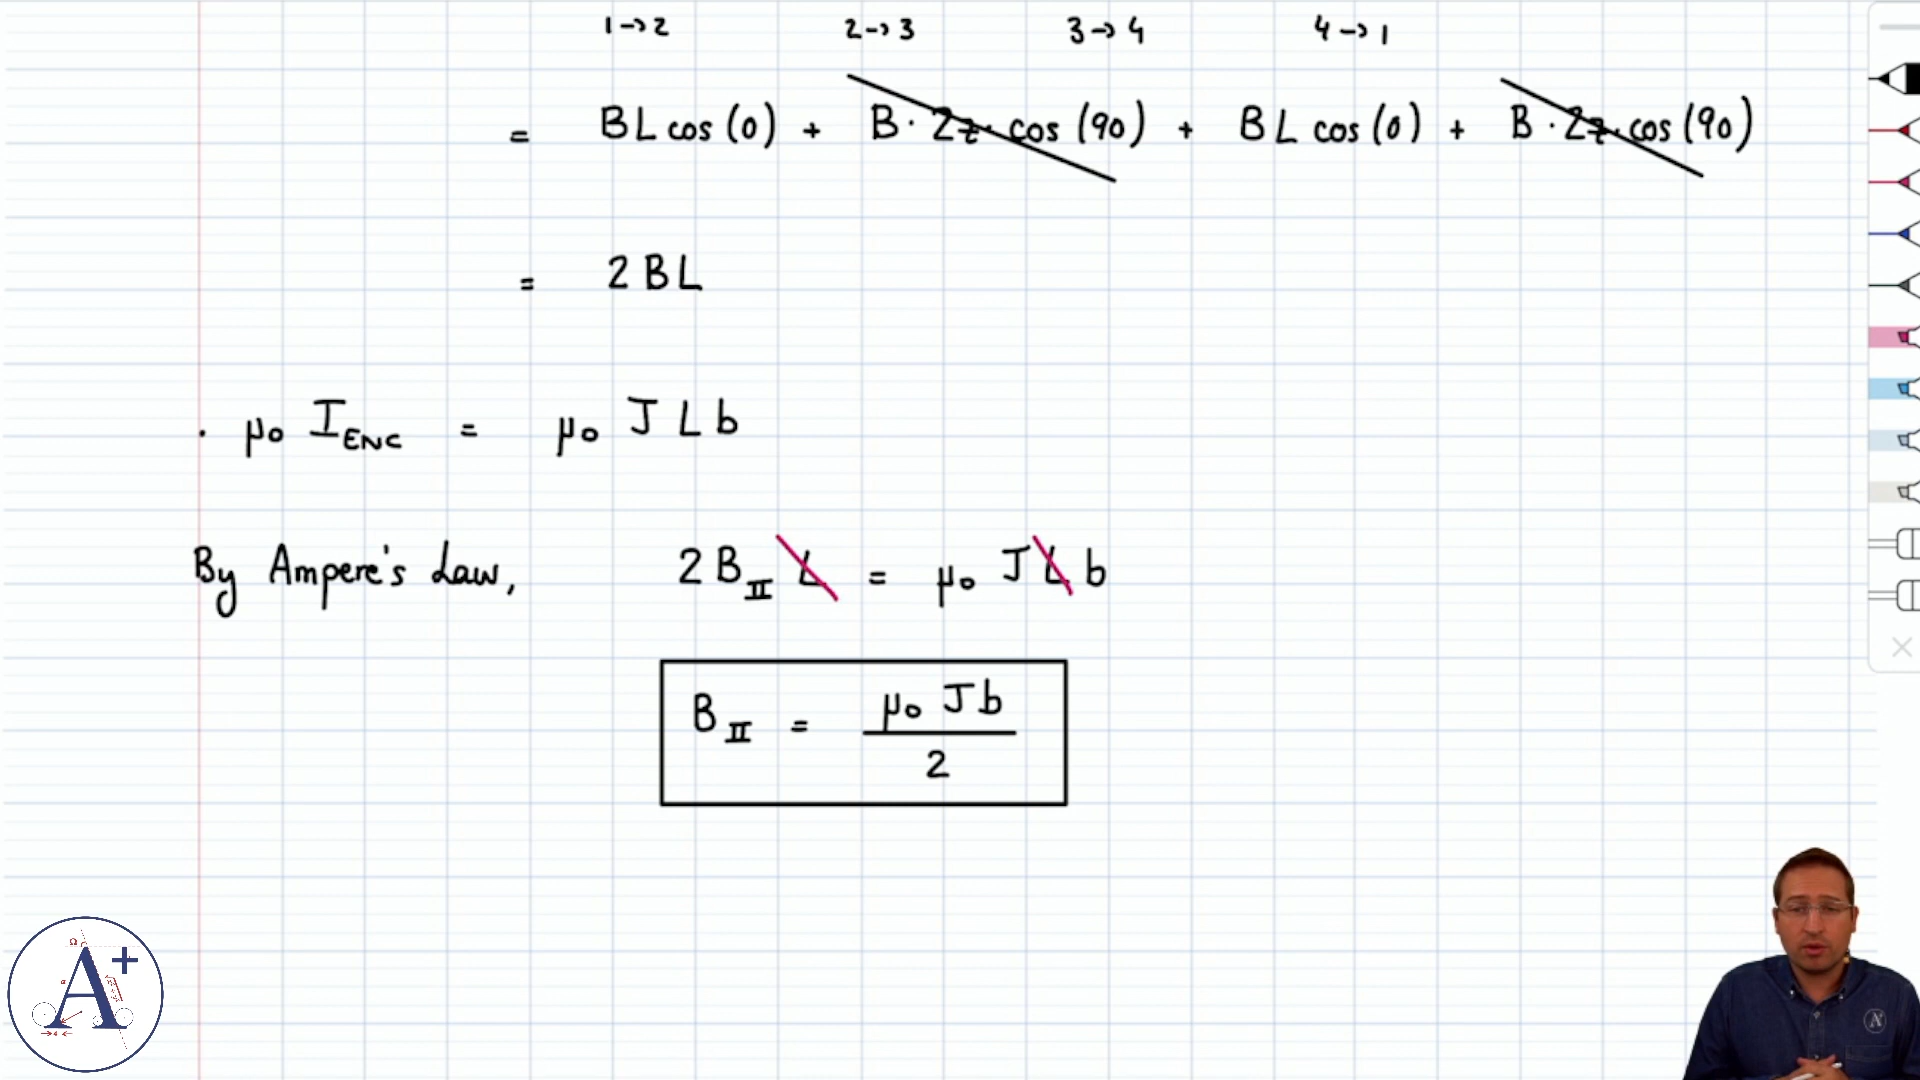 1→2 2→3 3→4 4→1
= BL cos(0) + B · 2z · cos(90) + BL cos(0) + B · 2z · cos(90)
= 2BL
· μ₀ I_ENC = μ₀ J L b
By Ampere's Law, 2B_II L = μ₀ J L b
B_II = μ₀ J b / 2
A+